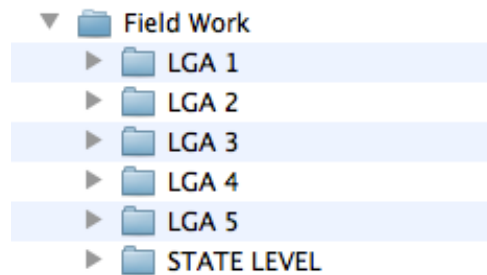 Field Work
LGA 1
LGA 2
LGA 3
LGA 4
LGA 5
STATE LEVEL